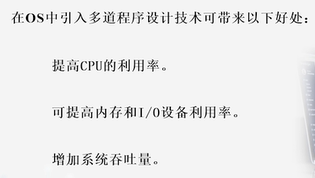 在OS中引入多道程序设计技术可带来以下好处：
提高CPU的利用率。
可提高内存和I/O设备利用率。
增加系统吞吐量。